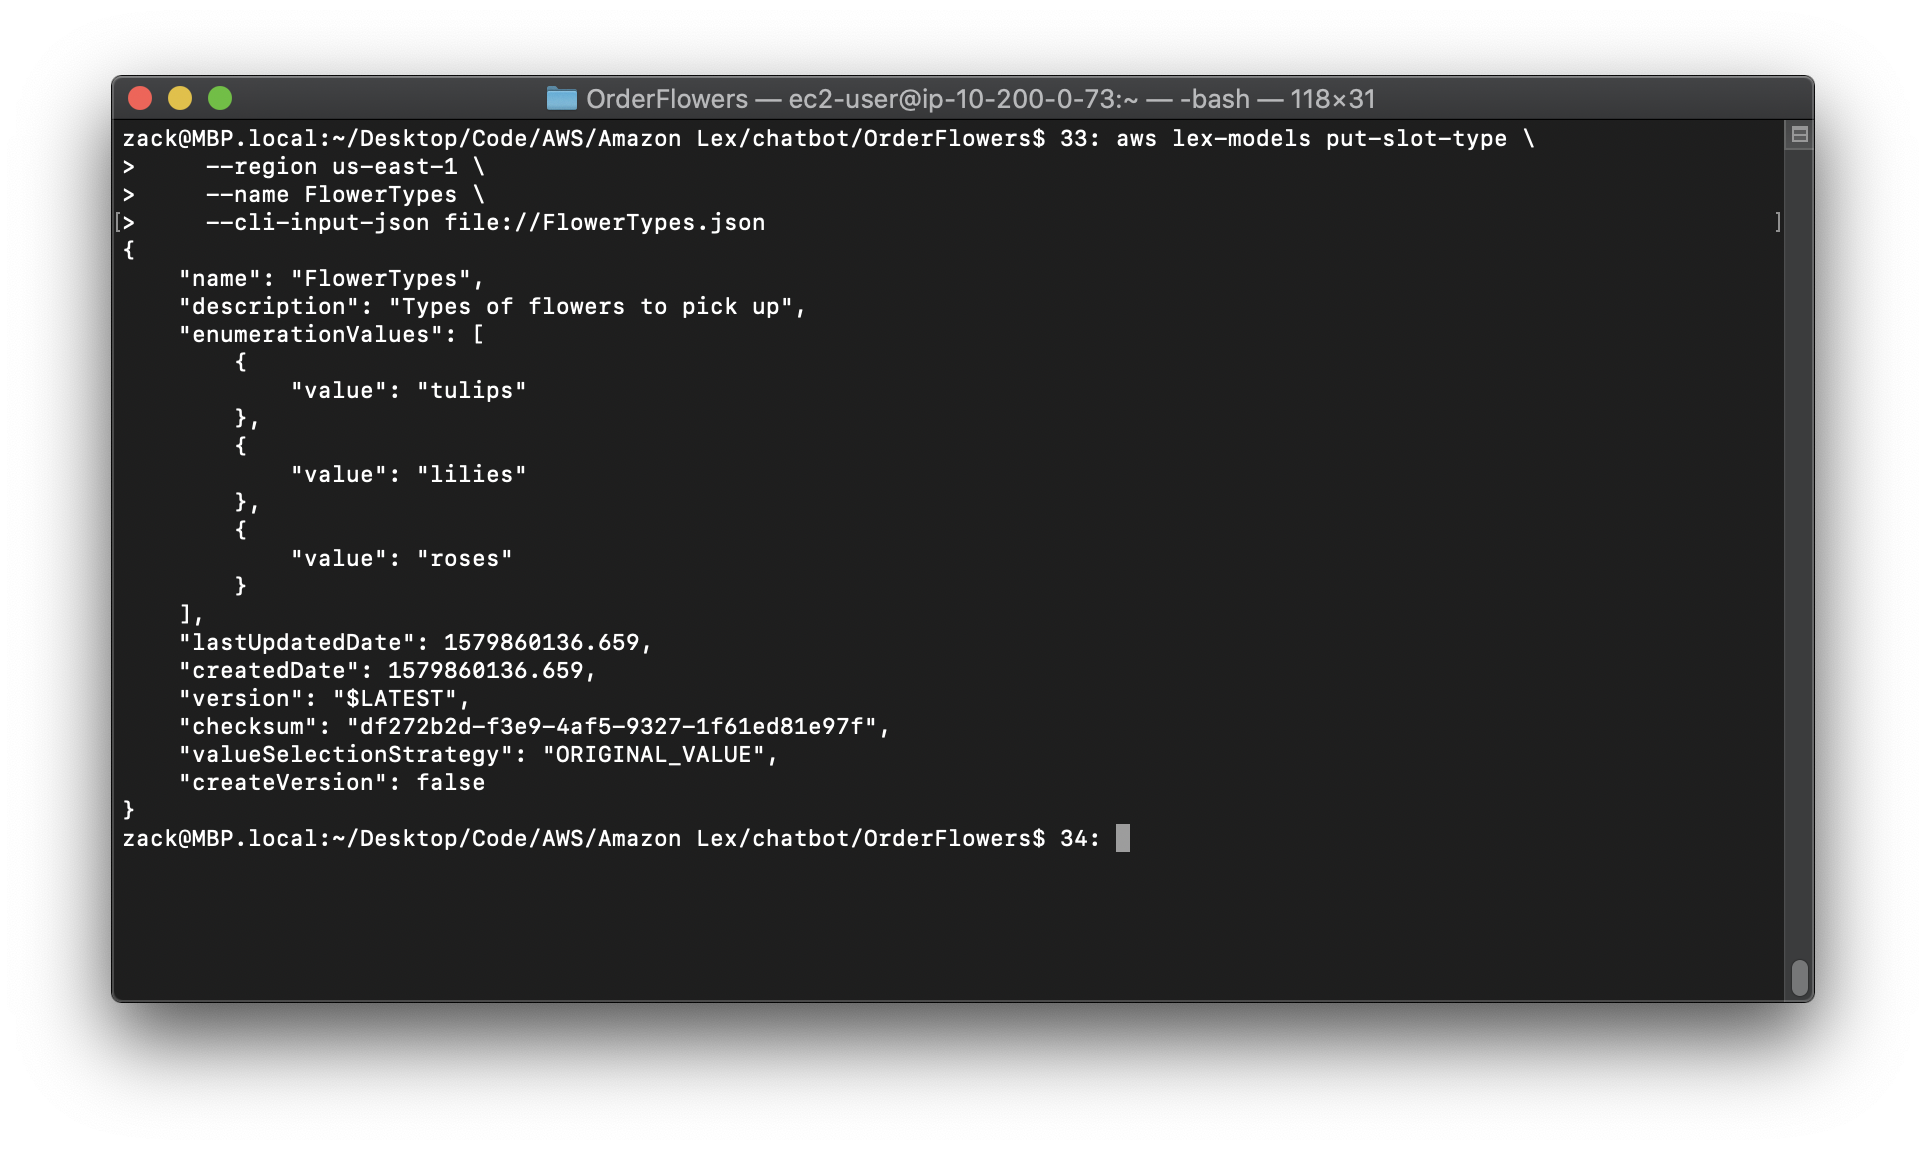 OrderFlowers — ec2-user@ip-10-200-0-73:~ — -bash — 118×31
zack@MBP.local:~/Desktop/Code/AWS/Amazon Lex/chatbot/OrderFlowers$ 33: aws lex-models put-slot-type \
>     --region us-east-1 \
>     --name FlowerTypes \
[>     --cli-input-json file://FlowerTypes.json ]
{
    "name": "FlowerTypes",
    "description": "Types of flowers to pick up",
    "enumerationValues": [
        {
            "value": "tulips"
        },
        {
            "value": "lilies"
        },
        {
            "value": "roses"
        }
    ],
    "lastUpdatedDate": 1579860136.659,
    "createdDate": 1579860136.659,
    "version": "$LATEST",
    "checksum": "df272b2d-f3e9-4af5-9327-1f61ed81e97f",
    "valueSelectionStrategy": "ORIGINAL_VALUE",
    "createVersion": false
}
zack@MBP.local:~/Desktop/Code/AWS/Amazon Lex/chatbot/OrderFlowers$ 34: